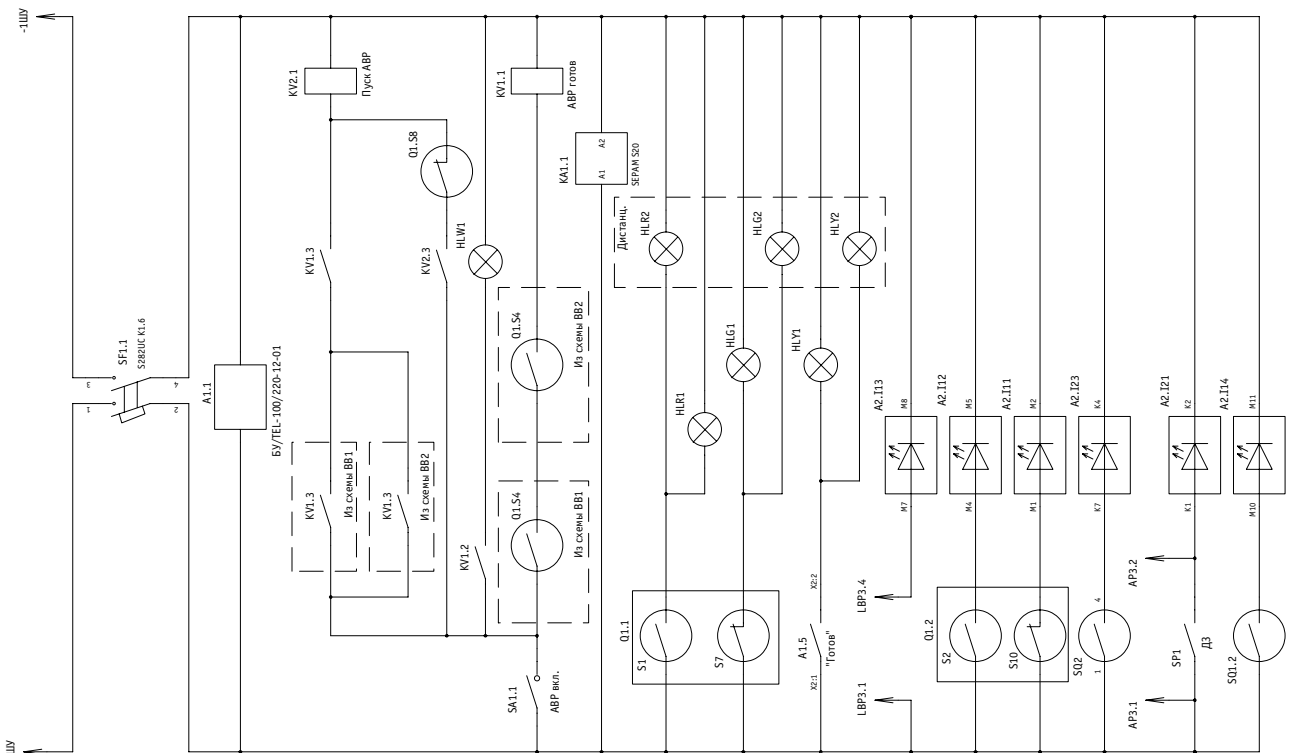 -1ШУ
ШУ
SF1.1
S282UC K1.6
1
3
2
4
A1.1
БУ/TEL-100/220-12-01
KV2.1
Пуск АВР
KV1.3
KV1.3
Из схемы ВВ1
KV1.3
Из схемы ВВ2
Q1.S8
KV2.3
HLW1
KV1.2
KV1.1
АВР готов
Q1.S4
Из схемы ВВ2
Q1.S4
Из схемы ВВ1
SA1.1
АВР вкл.
KA1.1
A1
A2
SEPAM S20
Дистанц.
HLR2
HLG2
HLY2
HLR1
HLG1
HLY1
Q1.1
S1
S7
A1.5
"Готов"
X2:1
X2:2
LBP3.4
LBP3.1
A2.I13
M7
M8
A2.I12
M4
M5
A2.I11
M1
M2
A2.I23
K7
K4
A2.I21
K1
K2
A2.I14
M10
M11
Q1.2
S2
S10
SQ2
1
4
AP3.2
AP3.1
SP1
ДЗ
SQ1.2